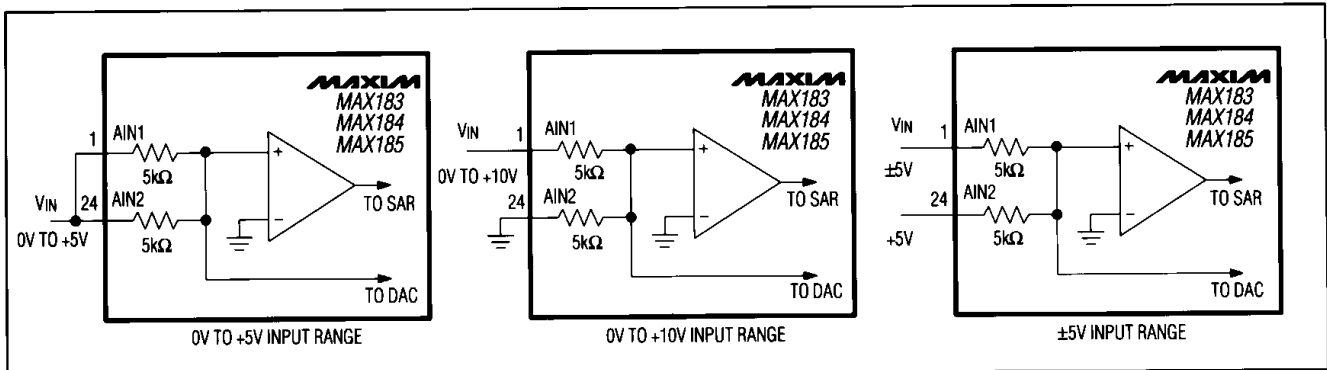 MAXIM
MAX183
MAX184
MAX185
1
AIN1
5kΩ
+
VIN
24
AIN2
0V TO +5V
5kΩ
−
TO SAR
TO DAC
0V TO +5V INPUT RANGE
MAXIM
MAX183
MAX184
MAX185
VIN
1
AIN1
0V TO +10V
5kΩ
+
24
AIN2
5kΩ
−
TO SAR
TO DAC
0V TO +10V INPUT RANGE
MAXIM
MAX183
MAX184
MAX185
VIN
1
AIN1
±5V
5kΩ
+
24
AIN2
+5V
5kΩ
−
TO SAR
TO DAC
±5V INPUT RANGE